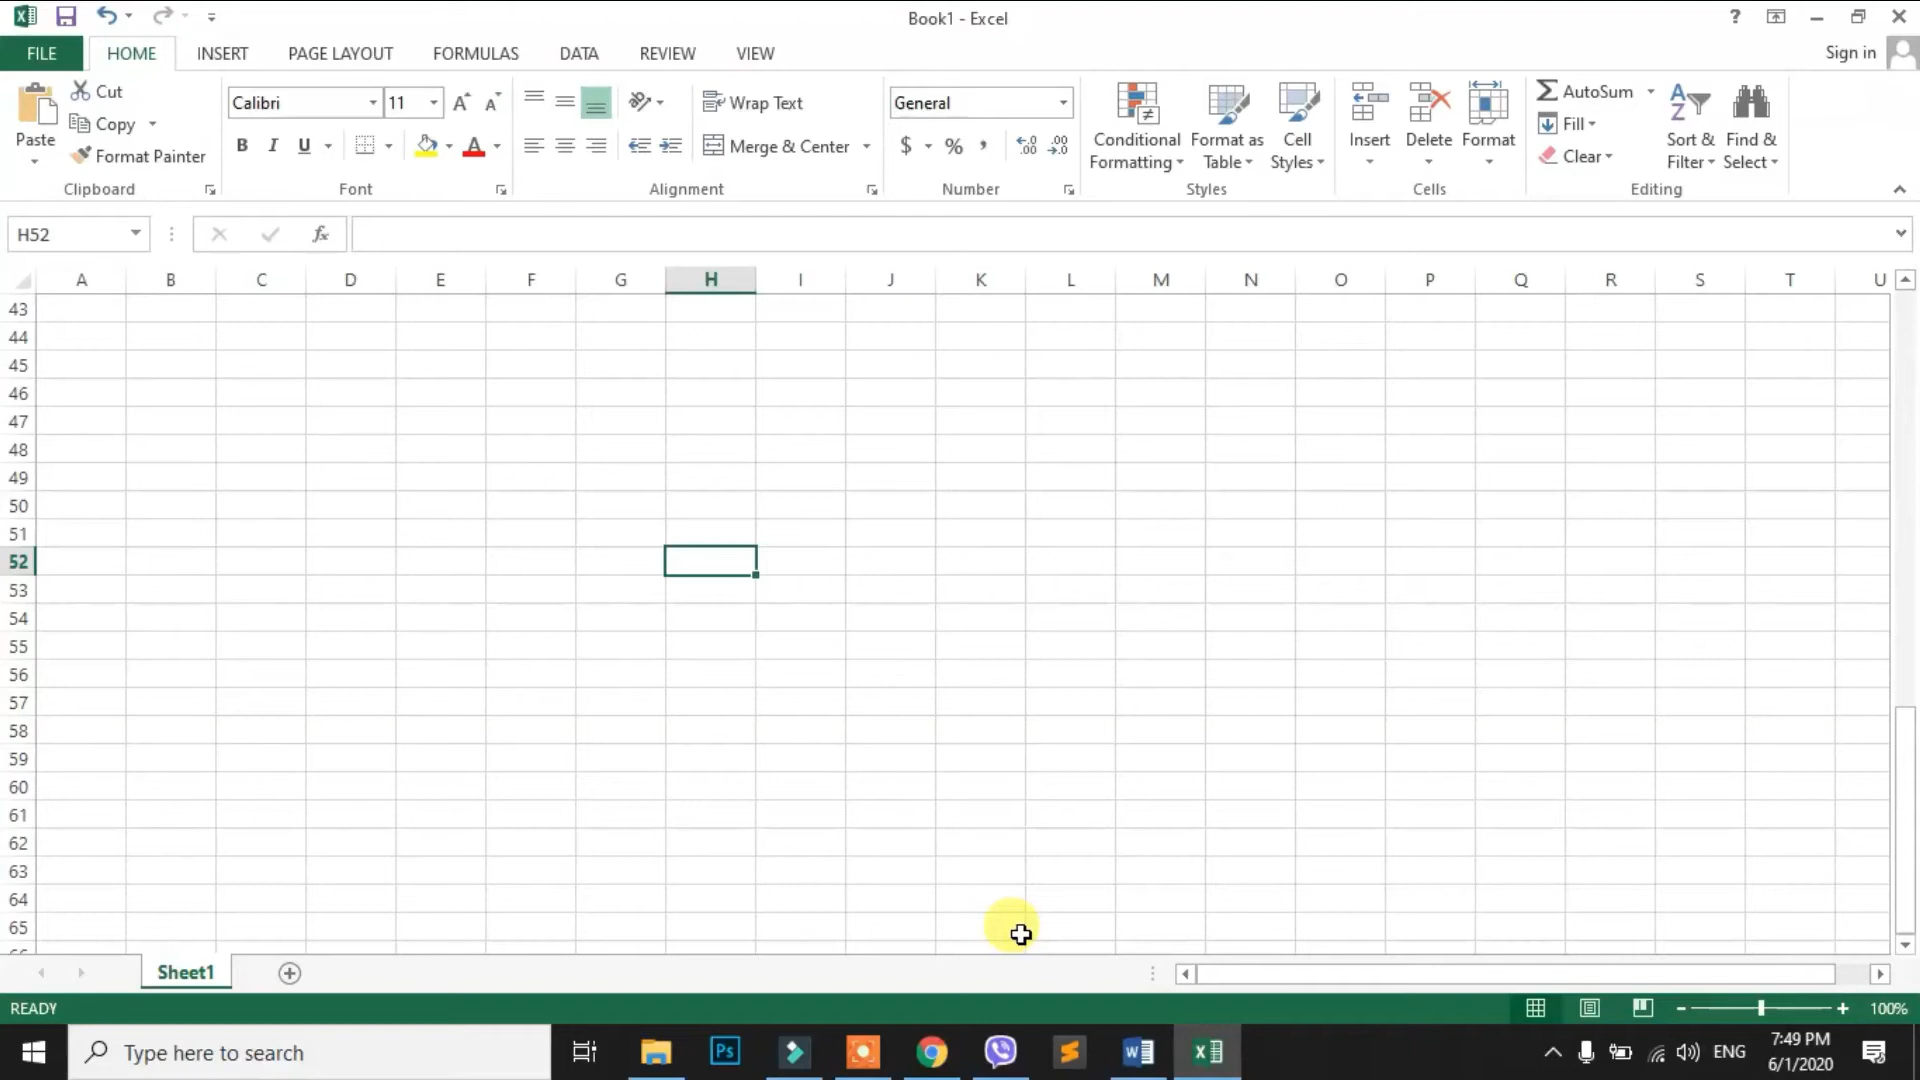 Book1 - Excel
?
FILE HOME INSERT PAGE LAYOUT FORMULAS DATA REVIEW VIEW Sign in
Paste
Cut
Copy
Format Painter
Clipboard
Calibri 11
B I U
Font
Wrap Text
Merge & Center
Alignment
General
$ % ,
Number
Conditional Formatting
Format as Table
Cell Styles
Styles
Insert
Delete
Format
Cells
AutoSum
Fill
Clear
Sort & Filter
Find & Select
Editing
H52 fx
A B C D E F G H I J K L M N O P Q R S T U
43
44
45
46
47
48
49
50
51
52
53
54
55
56
57
58
59
60
61
62
63
64
65
Sheet1
READY 100%
Type here to search
Ps
ENG
7:49 PM
6/1/2020